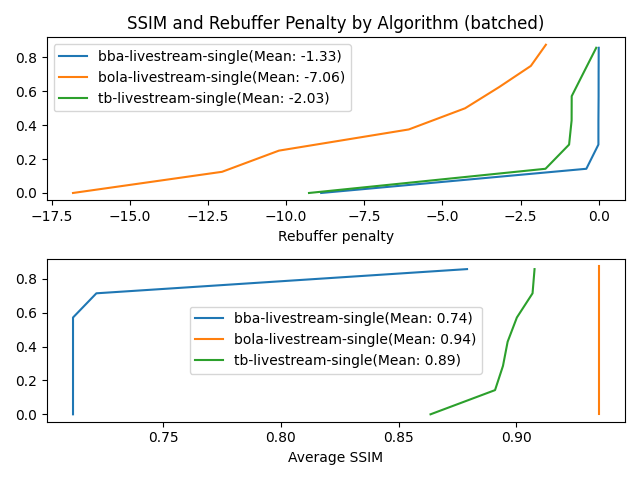 SSIM and Rebuffer Penalty by Algorithm (batched)
0.8
0.6
0.4
0.2
0.0
bba-livestream-single(Mean: -1.33)
bola-livestream-single(Mean: -7.06)
tb-livestream-single(Mean: -2.03)
−17.5 −15.0 −12.5 −10.0 −7.5 −5.0 −2.5 0.0
Rebuffer penalty
0.8
0.6
0.4
0.2
0.0
bba-livestream-single(Mean: 0.74)
bola-livestream-single(Mean: 0.94)
tb-livestream-single(Mean: 0.89)
0.75 0.80 0.85 0.90
Average SSIM